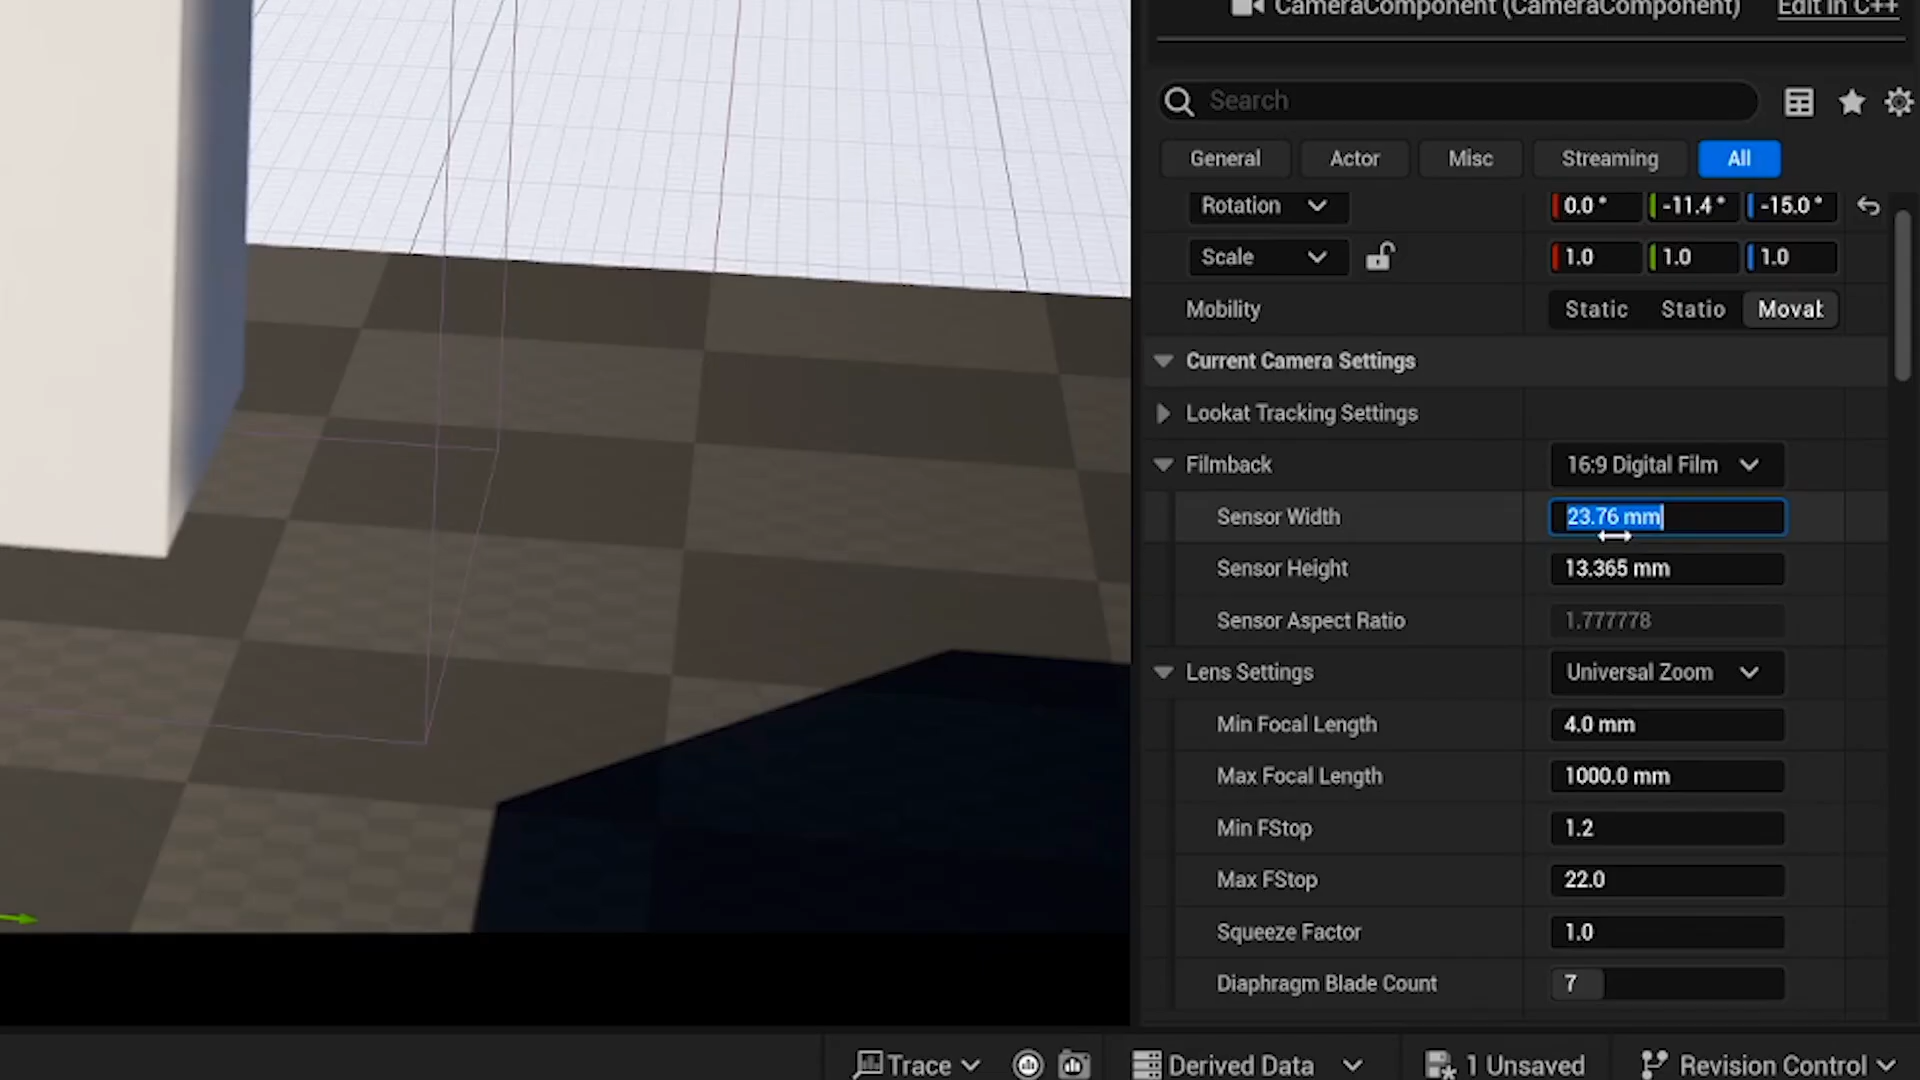 CameraComponent (CameraComponent) Edit in C++
Search
General Actor Misc Streaming All
Rotation 0.0° -11.4° -15.0°
Scale 1.0 1.0 1.0
Mobility Static Statio Movat
Current Camera Settings
Lookat Tracking Settings
Filmback 16:9 Digital Film
Sensor Width 23.76 mm
Sensor Height 13.365 mm
Sensor Aspect Ratio 1.777778
Lens Settings Universal Zoom
Min Focal Length 4.0 mm
Max Focal Length 1000.0 mm
Min FStop 1.2
Max FStop 22.0
Squeeze Factor 1.0
Diaphragm Blade Count 7
Trace Derived Data 1 Unsaved Revision Control